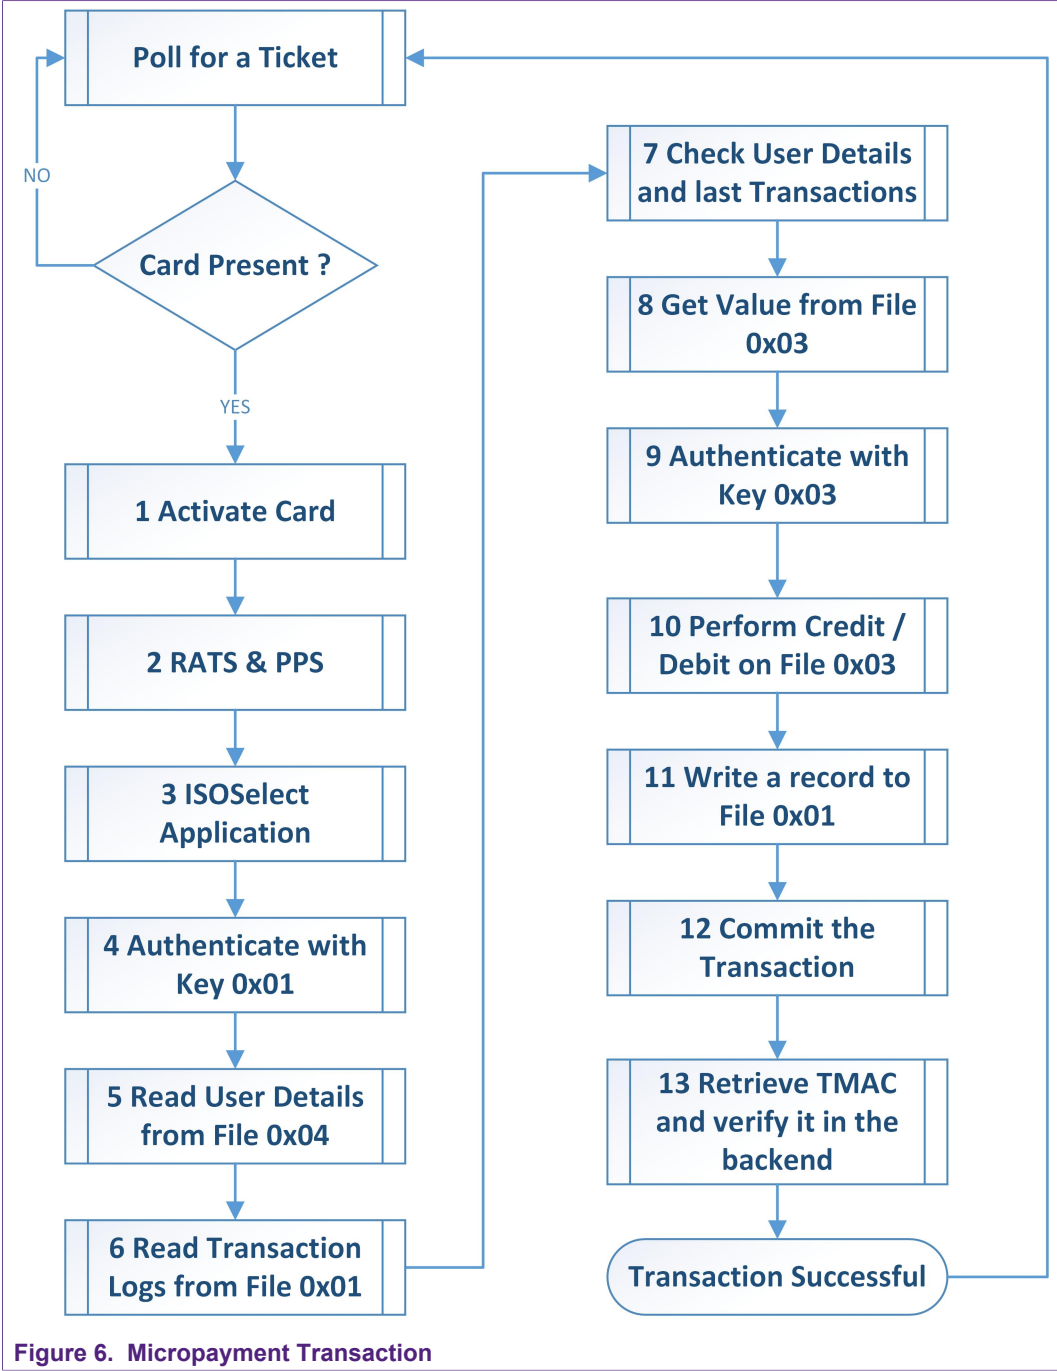 Poll for a Ticket
NO
Card Present ?
YES
1 Activate Card
2 RATS & PPS
3 ISOSelect
Application
4 Authenticate with
Key 0x01
5 Read User Details
from File 0x04
6 Read Transaction
Logs from File 0x01
7 Check User Details
and last Transactions
8 Get Value from File
0x03
9 Authenticate with
Key 0x03
10 Perform Credit /
Debit on File 0x03
11 Write a record to
File 0x01
12 Commit the
Transaction
13 Retrieve TMAC
and verify it in the
backend
Transaction Successful
Figure 6. Micropayment Transaction